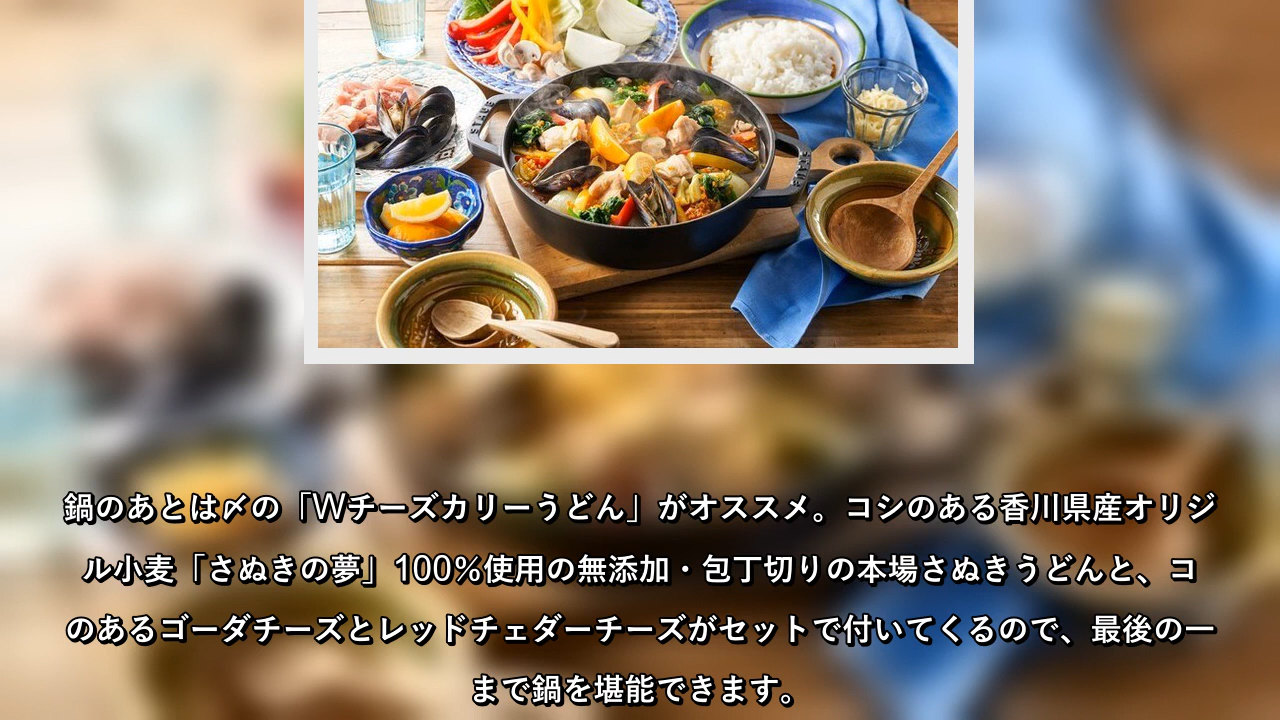 鍋のあとは〆の「Wチーズカリーうどん」がオススメ。コシのある香川県産オリジ
ル小麦「さぬきの夢」100%使用の無添加・包丁切りの本場さぬきうどんと、コ
のあるゴーダチーズとレッドチェダーチーズがセットで付いてくるので、最後の一
まで鍋を堪能できます。